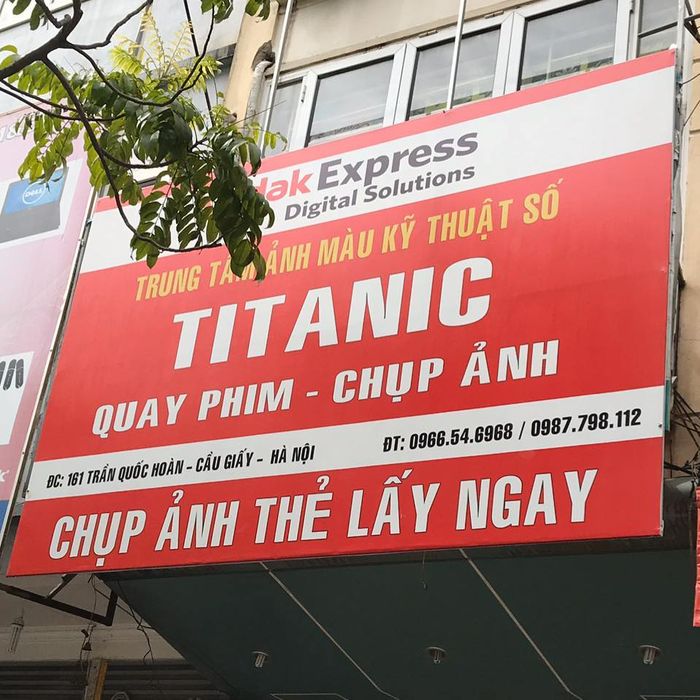 Express
Digital Solutions
TRUNG TÂM ẢNH MÀU KỸ THUẬT SỐ
TITANIC
QUAY PHIM - CHỤP ẢNH
ĐC: 161 TRẦN QUỐC HOÀN - CẦU GIẤY - HÀ NỘI
ĐT: 0966.54.6968 / 0987.798.112
CHỤP ẢNH THẺ LẤY NGAY
DELL